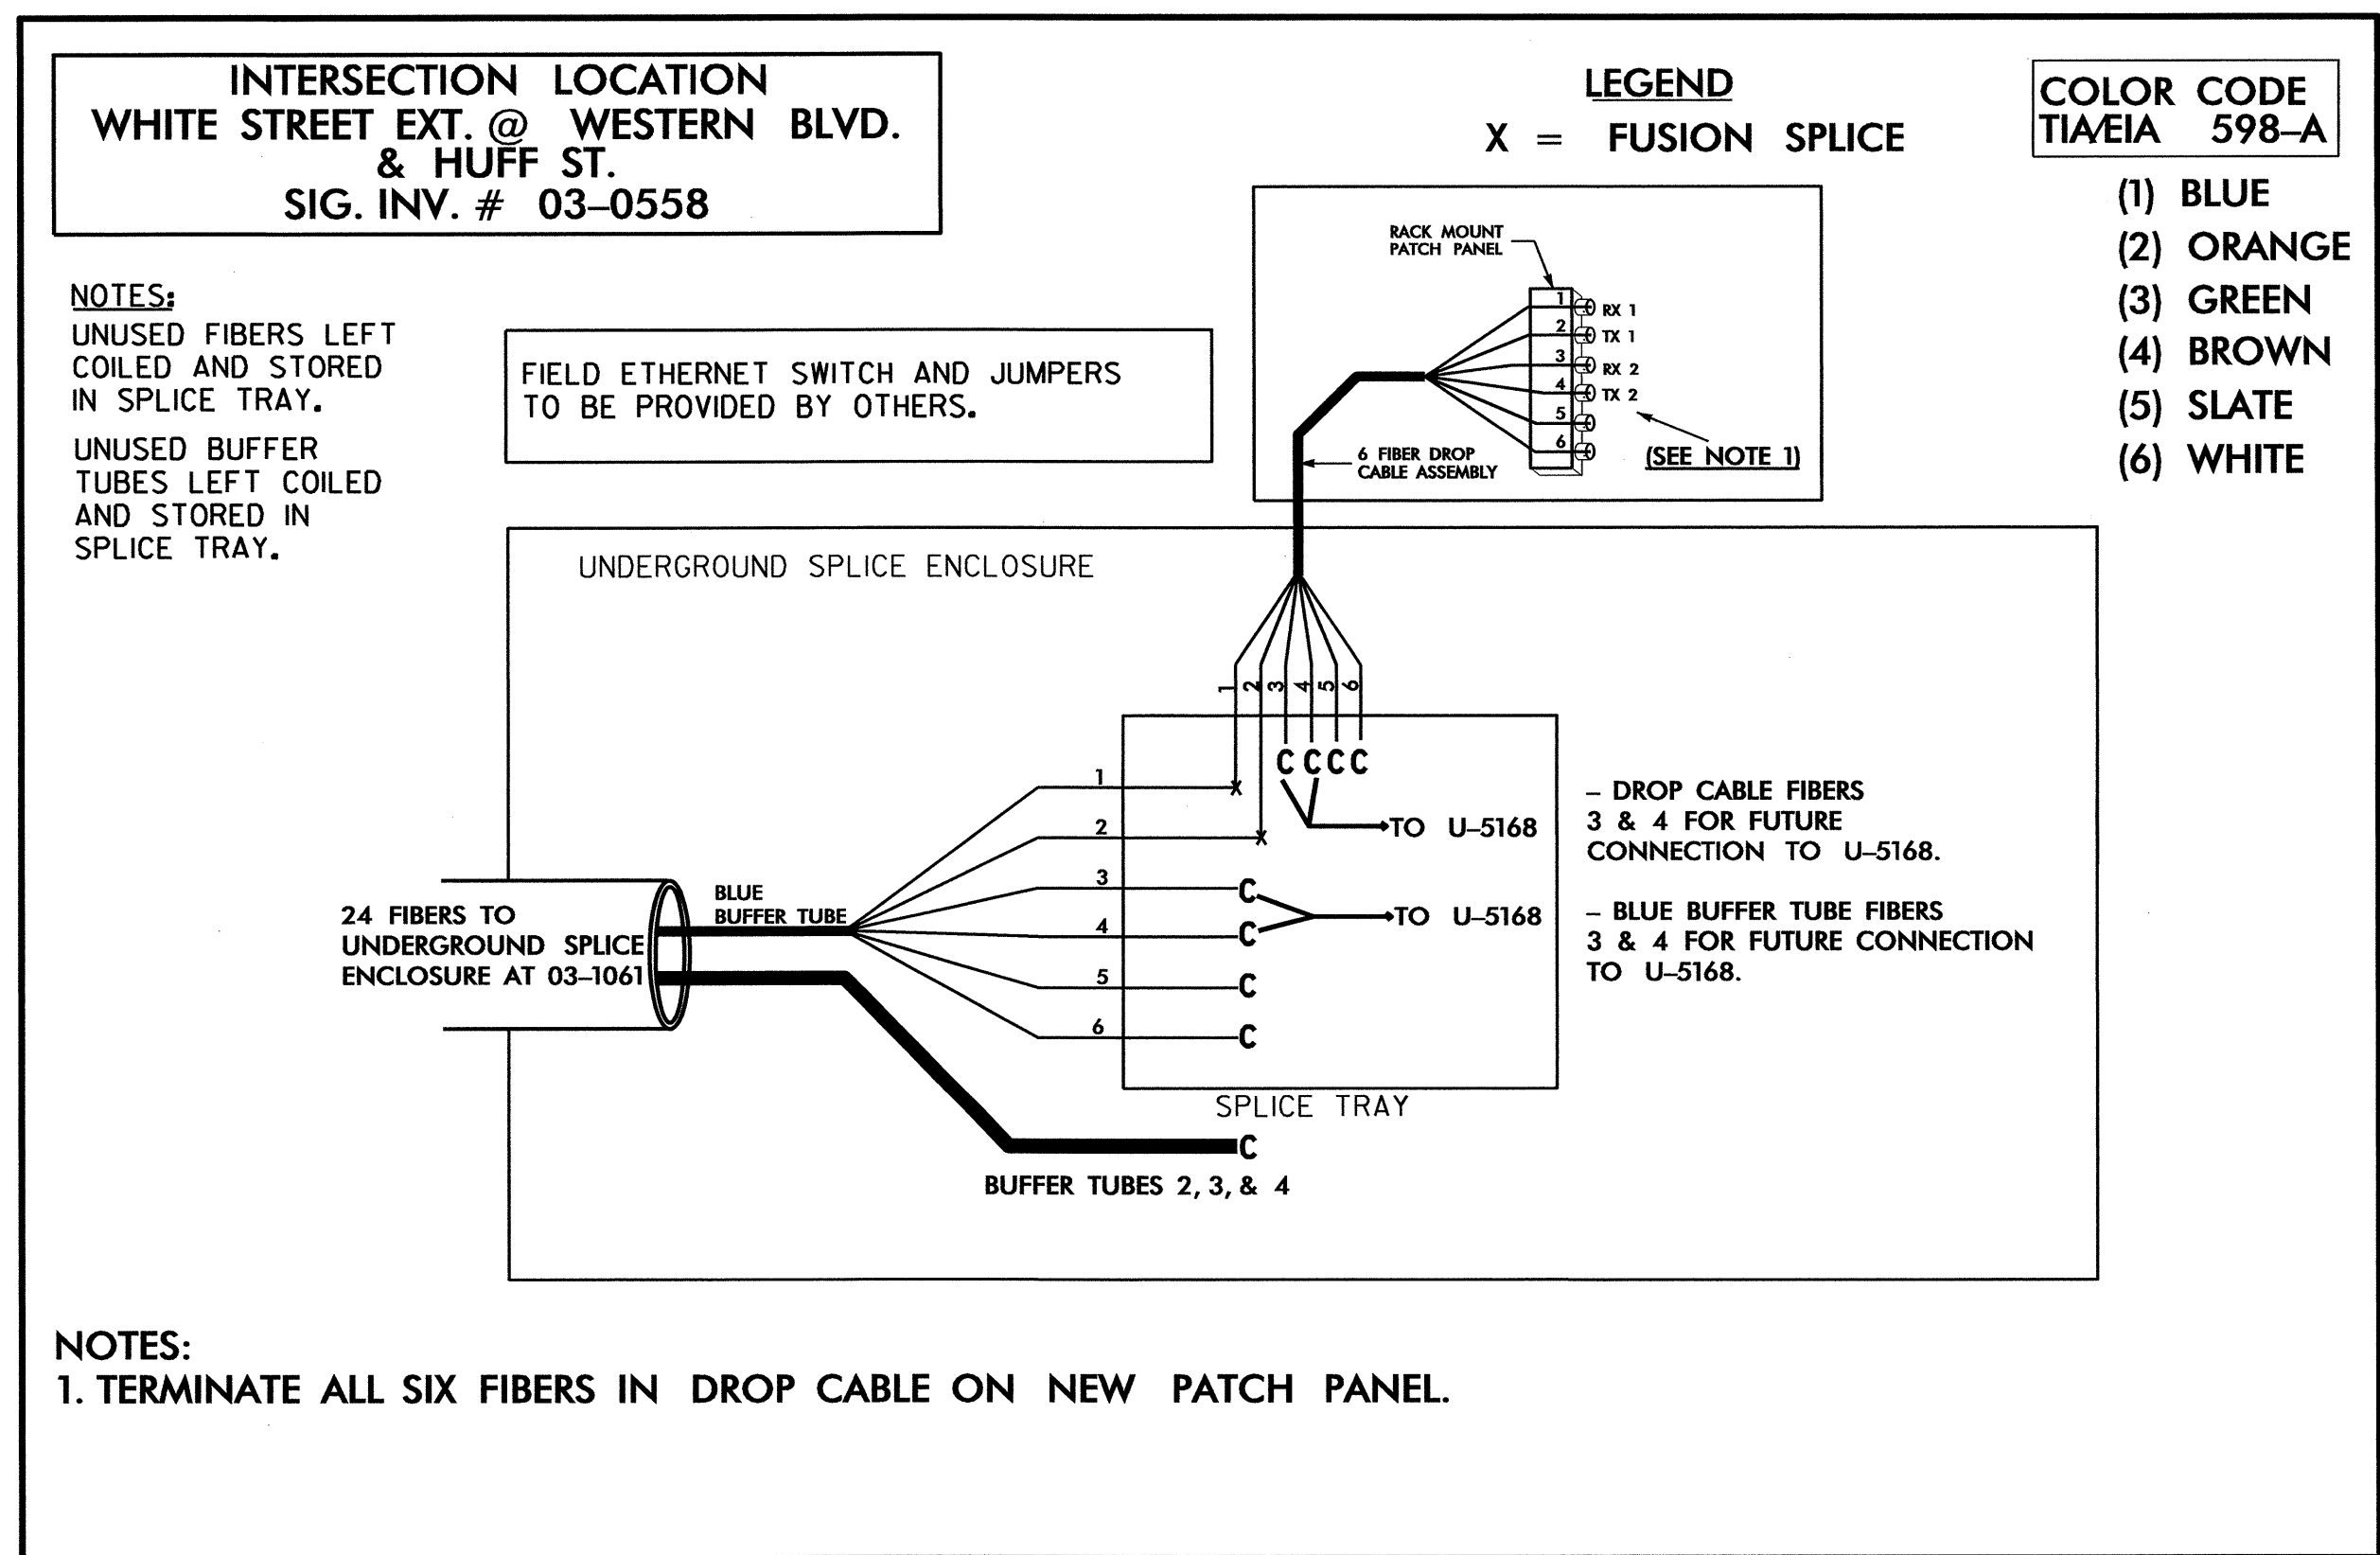 INTERSECTION LOCATION
WHITE STREET EXT. @ WESTERN BLVD.
& HUFF ST.
SIG. INV. # 03-0558
LEGEND
X = FUSION SPLICE
COLOR CODE
TIA/EIA 598-A
(1) BLUE
(2) ORANGE
(3) GREEN
(4) BROWN
(5) SLATE
(6) WHITE
NOTES:
UNUSED FIBERS LEFT
COILED AND STORED
IN SPLICE TRAY.
UNUSED BUFFER
TUBES LEFT COILED
AND STORED IN
SPLICE TRAY.
FIELD ETHERNET SWITCH AND JUMPERS
TO BE PROVIDED BY OTHERS.
RACK MOUNT
PATCH PANEL
1 RX 1
2 TX 1
3 RX 2
4 TX 2
5
6
(SEE NOTE 1)
6 FIBER DROP
CABLE ASSEMBLY
UNDERGROUND SPLICE ENCLOSURE
1 2 3 4 5 6
C C C C
1 X
TO U-5168
2 X
3 C
TO U-5168
4 C
5 C
6 C
- DROP CABLE FIBERS
3 & 4 FOR FUTURE
CONNECTION TO U-5168.
- BLUE BUFFER TUBE FIBERS
3 & 4 FOR FUTURE CONNECTION
TO U-5168.
BLUE
BUFFER TUBE
24 FIBERS TO
UNDERGROUND SPLICE
ENCLOSURE AT 03-1061
SPLICE TRAY
C
BUFFER TUBES 2, 3, & 4
NOTES:
1. TERMINATE ALL SIX FIBERS IN DROP CABLE ON NEW PATCH PANEL.